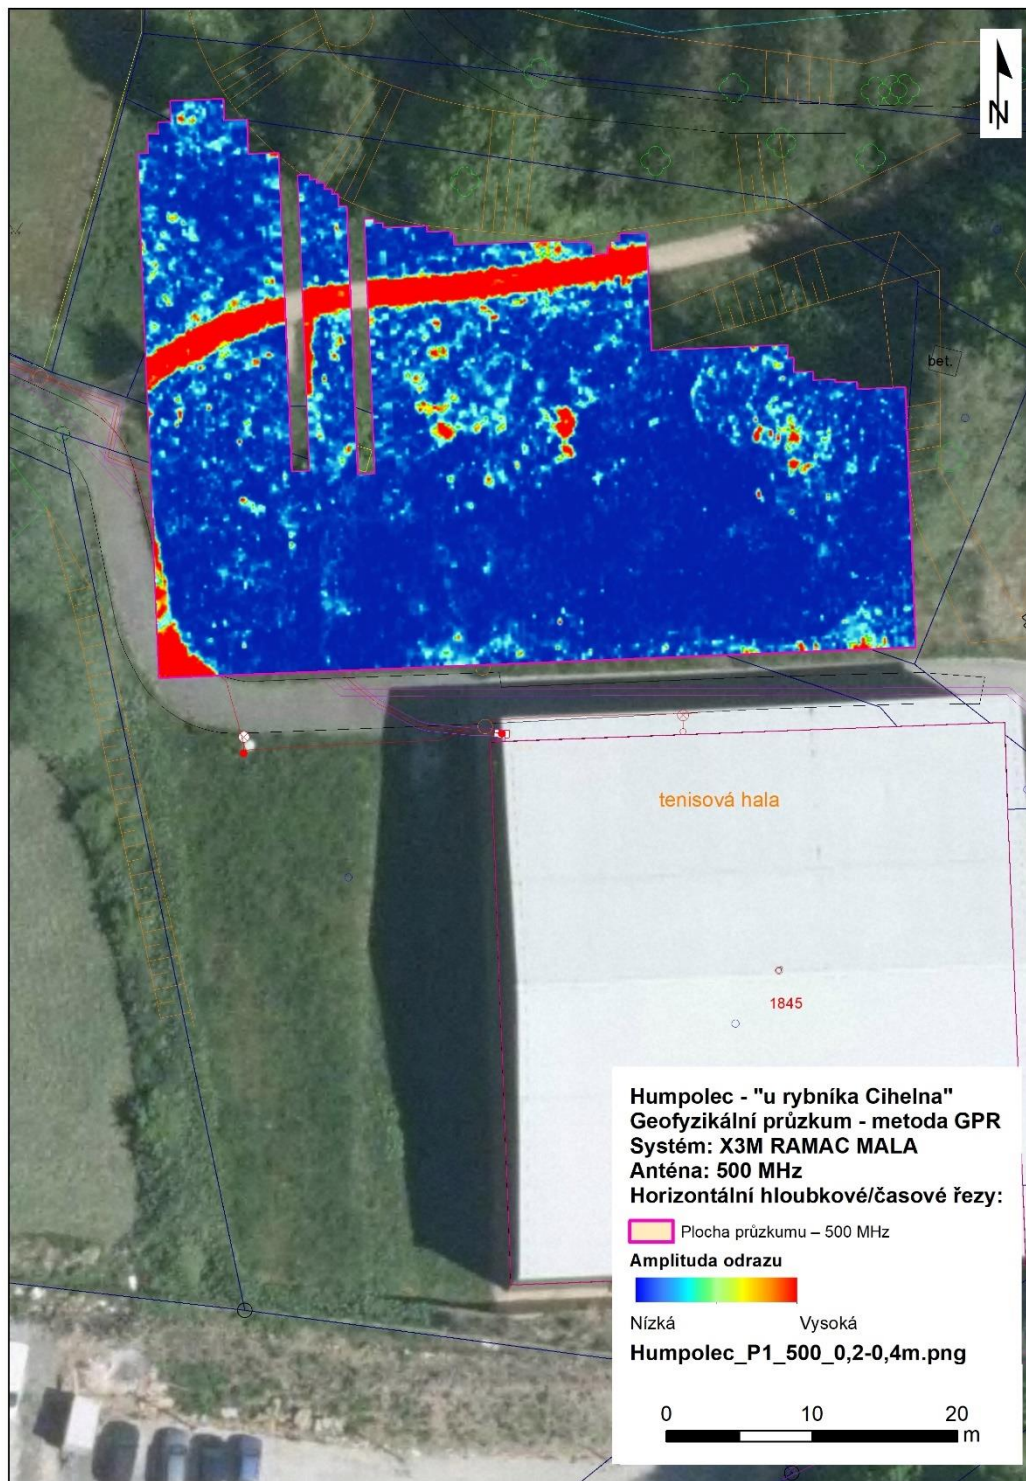 N
bet.
tenisová hala
1845
Humpolec - "u rybníka Cihelna"
Geofyzikální průzkum - metoda GPR
Systém: X3M RAMAC MALA
Anténa: 500 MHz
Horizontální hloubkové/časové řezy:
Plocha průzkumu – 500 MHz
Amplituda odrazu
Nízká Vysoká
Humpolec_P1_500_0,2-0,4m.png
0 10 20
m